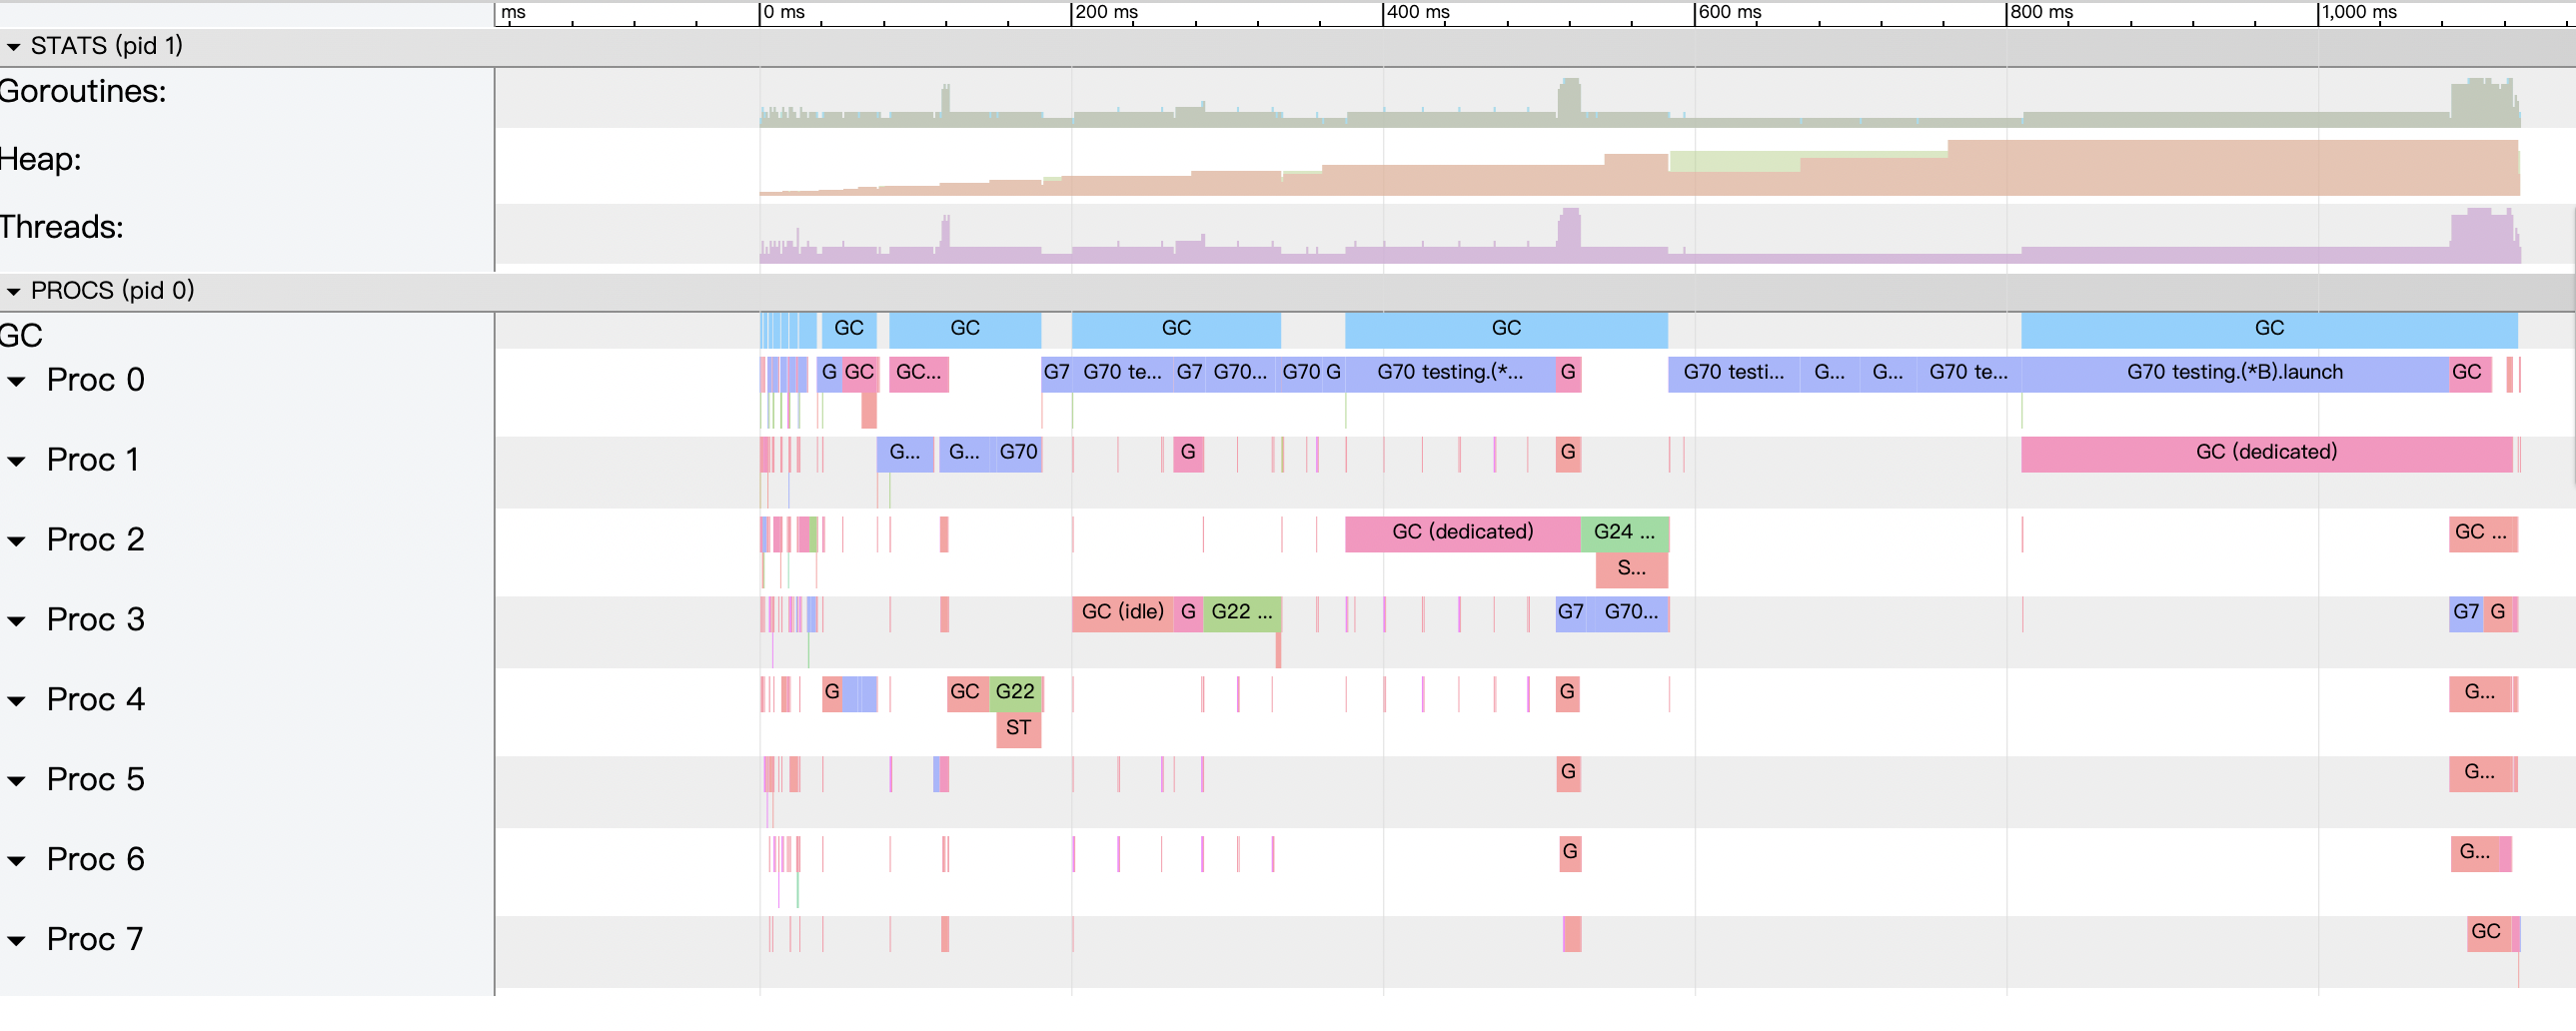 ms 0 ms 200 ms 400 ms 600 ms 800 ms 1,000 ms
STATS (pid 1)
Goroutines:
Heap:
Threads:
PROCS (pid 0)
GC GC GC GC GC GC
Proc 0 G GC GC... G7 G70 te... G7 G70... G70 G G70 testing.(*... G G70 testi... G... G... G70 te... G70 testing.(*B).launch GC
Proc 1 G... G... G70 G G GC (dedicated)
Proc 2 GC (dedicated) G24 ... GC ...
S...
Proc 3 GC (idle) G G22 ... G7 G70... G7 G
Proc 4 G GC G22 G G...
ST
Proc 5 G G...
Proc 6 G G...
Proc 7 GC